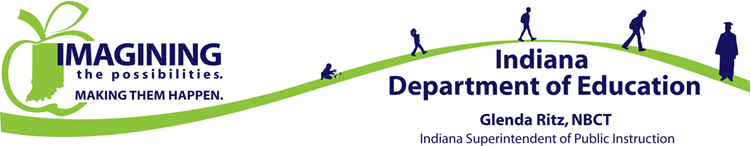 IMAGINING
the possibilities.
MAKING THEM HAPPEN.
Indiana
Department of Education
Glenda Ritz, NBCT
Indiana Superintendent of Public Instruction